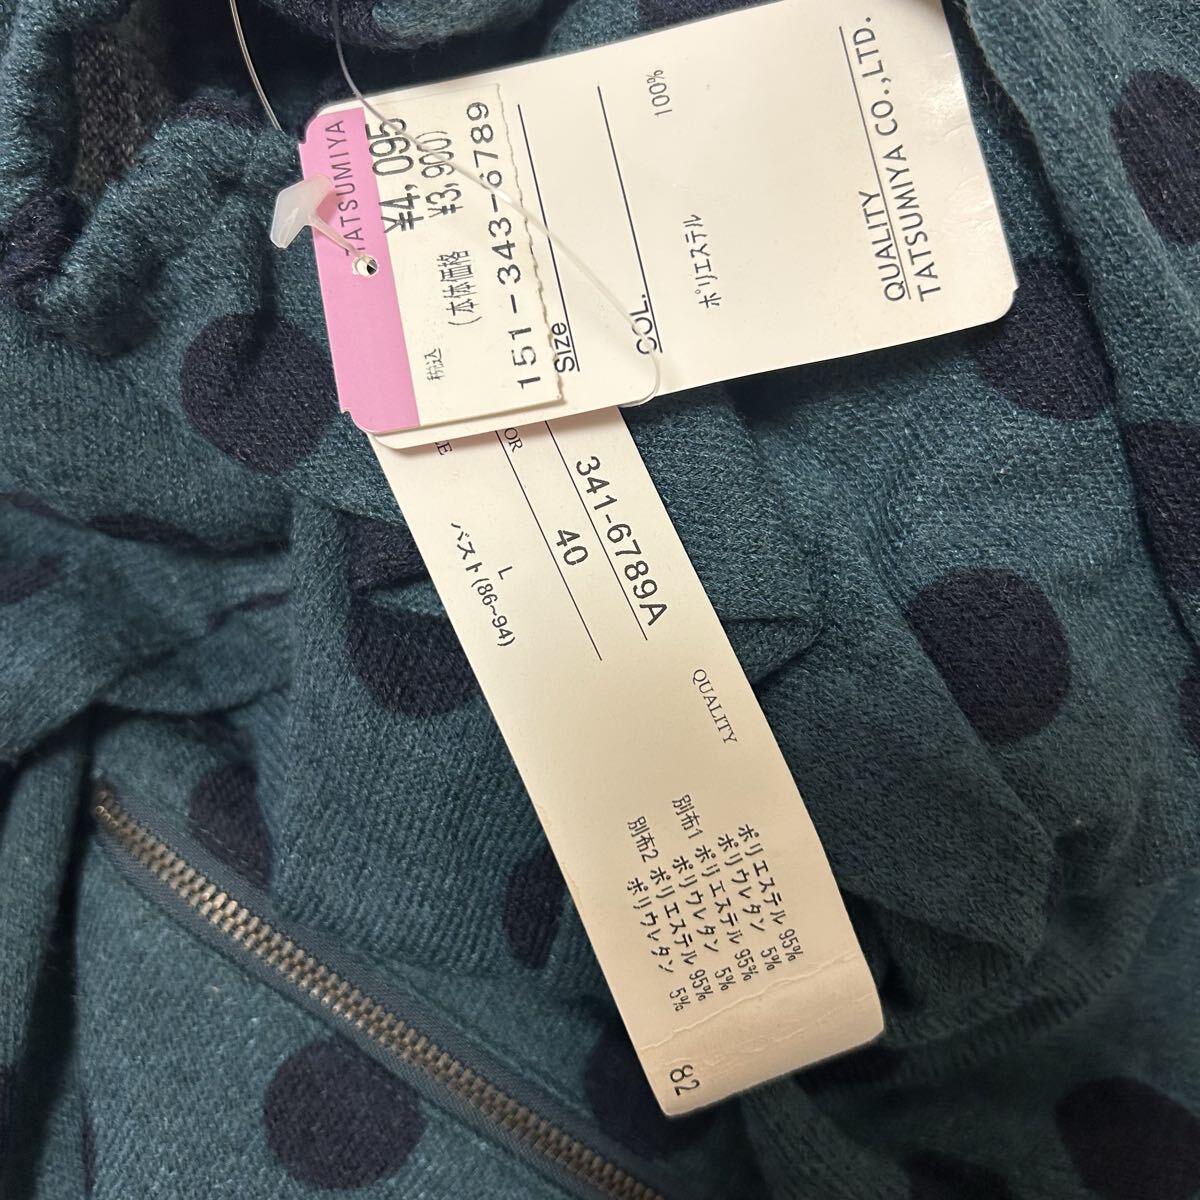 TATSUMIYA
¥4,095
税込
(本体価格 ¥3,900)
151-343-6789
Size
COL.
100%
ポリエステル
QUALITY
TATSUMIYA CO.,LTD.
341-6789A
OR
40
L
バスト(86~94)
QUALITY
ポリエステル 95%
ポリウレタン 5%
別布1 ポリエステル 95%
ポリウレタン 5%
別布2 ポリエステル 95%
ポリウレタン 5%
82